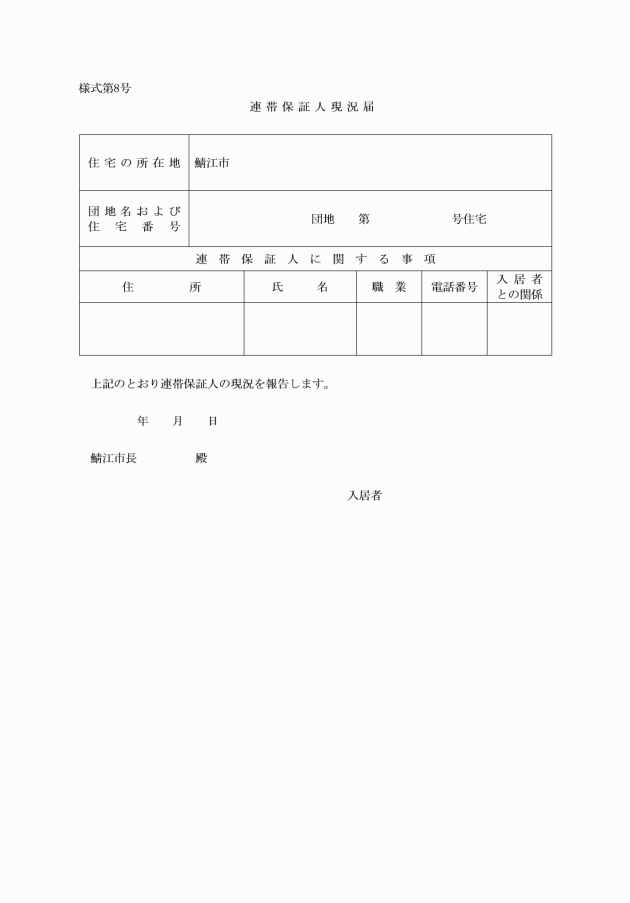 様式第8号
連帯保証人現況届
住宅の所在地 鯖江市
団地名および
住宅番号 団地 第 号住宅
連帯保証人に関する事項
住所 氏名 職業 電話番号 入居者
との関係
上記のとおり連帯保証人の現況を報告します。
年 月 日
鯖江市長 殿
入居者